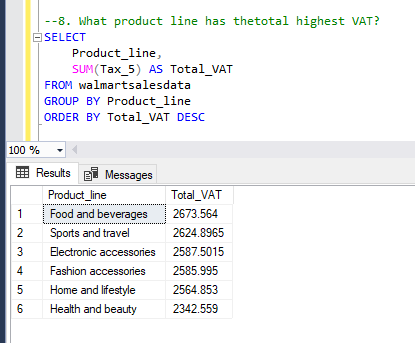 --8. What product line has thetotal highest VAT?
SELECT
Product_line,
SUM(Tax_5) AS Total_VAT
FROM walmartsalesdata
GROUP BY Product_line
ORDER BY Total_VAT DESC
100 %
Results Messages
Product_line Total_VAT
1 Food and beverages 2673.564
2 Sports and travel 2624.8965
3 Electronic accessories 2587.5015
4 Fashion accessories 2585.995
5 Home and lifestyle 2564.853
6 Health and beauty 2342.559